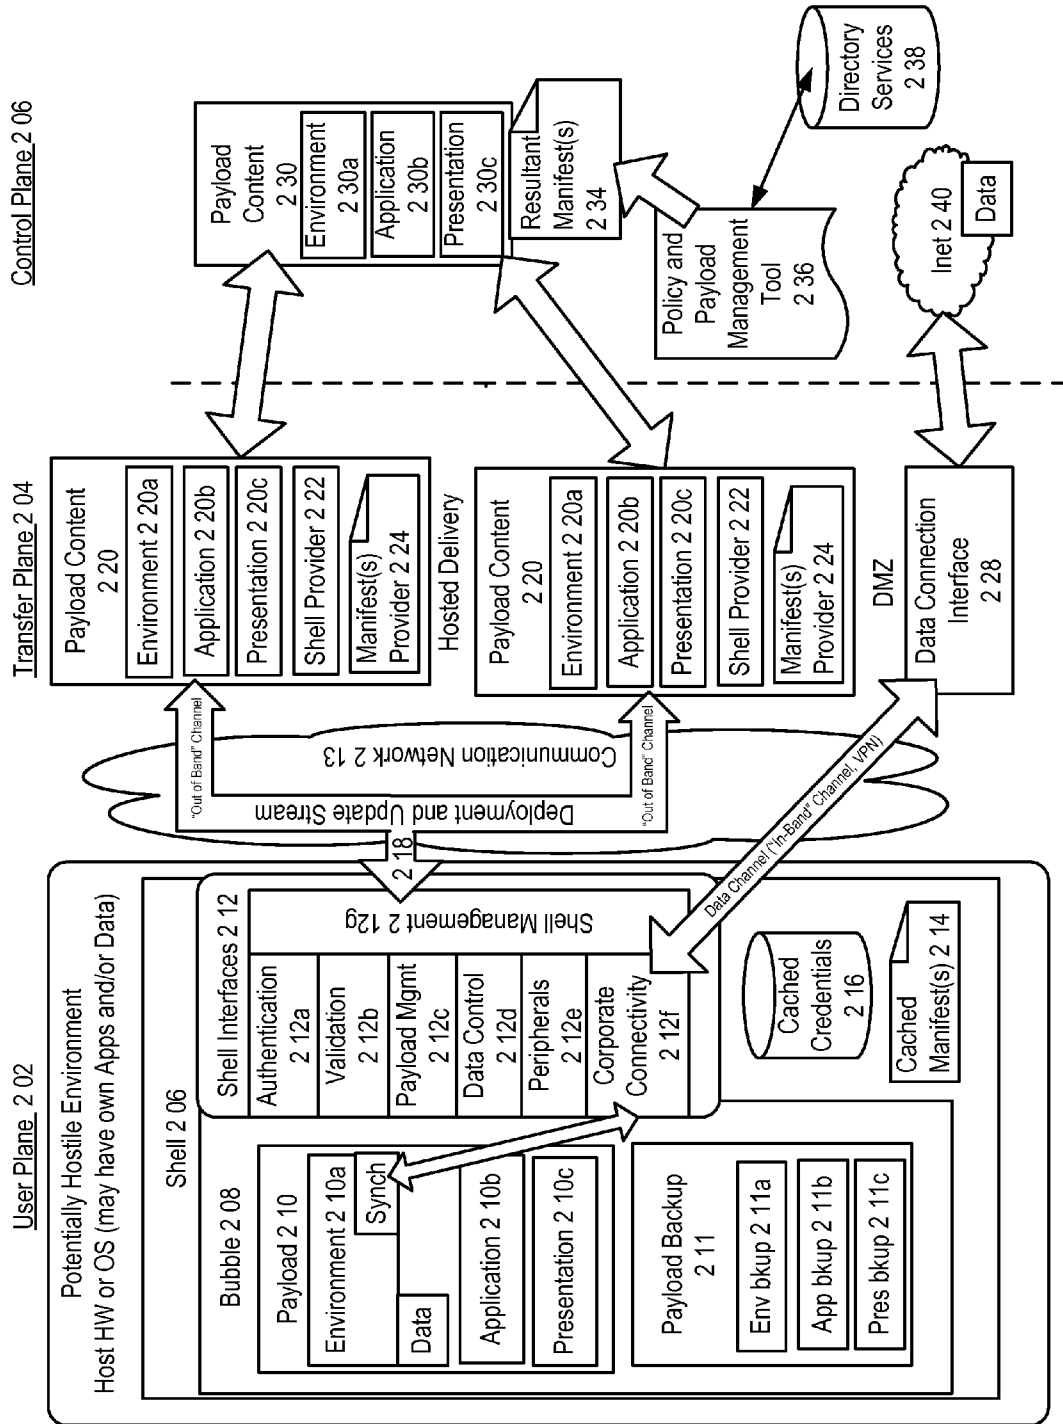 User Plane 2 02
Potentially Hostile Environment
Host HW or OS (may have own Apps and/or Data)
Shell 2 06
Bubble 2 08
Payload 2 10
Environment 2 10a
Synch
Data
Application 2 10b
Presentation 2 10c
Payload Backup
2 11
Env bkup 2 11a
App bkup 2 11b
Pres bkup 2 11c
Shell Interfaces 2 12
Authentication
2 12a
Validation
2 12b
Payload Mgmt
2 12c
Data Control
2 12d
Peripherals
2 12e
Corporate
Connectivity
2 12f
Shell Management 2 12g
Cached
Credentials
2 16
Cached
Manifest(s) 2 14
2 18
Deployment and Update Stream
Communication Network 2 13
"Out of Band" Channel
"Out of Band" Channel
Data Channel ("In-Band" Channel, VPN)
Transfer Plane 2 04
Payload Content
2 20
Environment 2 20a
Application 2 20b
Presentation 2 20c
Shell Provider 2 22
Manifest(s)
Provider 2 24
Hosted Delivery
Payload Content
2 20
Environment 2 20a
Application 2 20b
Presentation 2 20c
Shell Provider 2 22
Manifest(s)
Provider 2 24
DMZ
Data Connection
Interface
2 28
Control Plane 2 06
Payload
Content
2 30
Environment
2 30a
Application
2 30b
Presentation
2 30c
Resultant
Manifest(s)
2 34
Policy and
Payload
Management
Tool
2 36
Directory
Services
2 38
Inet 2 40
Data